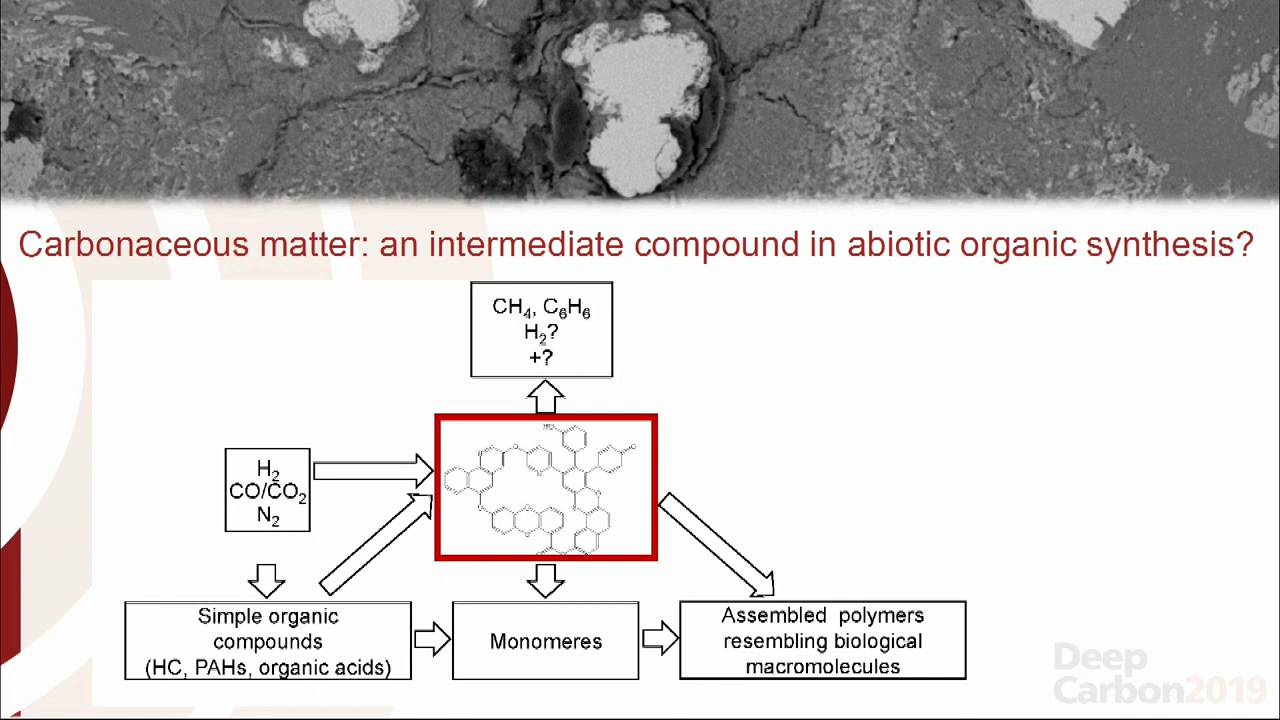 Carbonaceous matter: an intermediate compound in abiotic organic synthesis?
CH₄, C₆H₆
H₂?
+?
HO
H₂
CO/CO₂
N₂
Simple organic
compounds
(HC, PAHs, organic acids)
Monomeres
Assembled polymers
resembling biological
macromolecules
Deep
Carbon2019